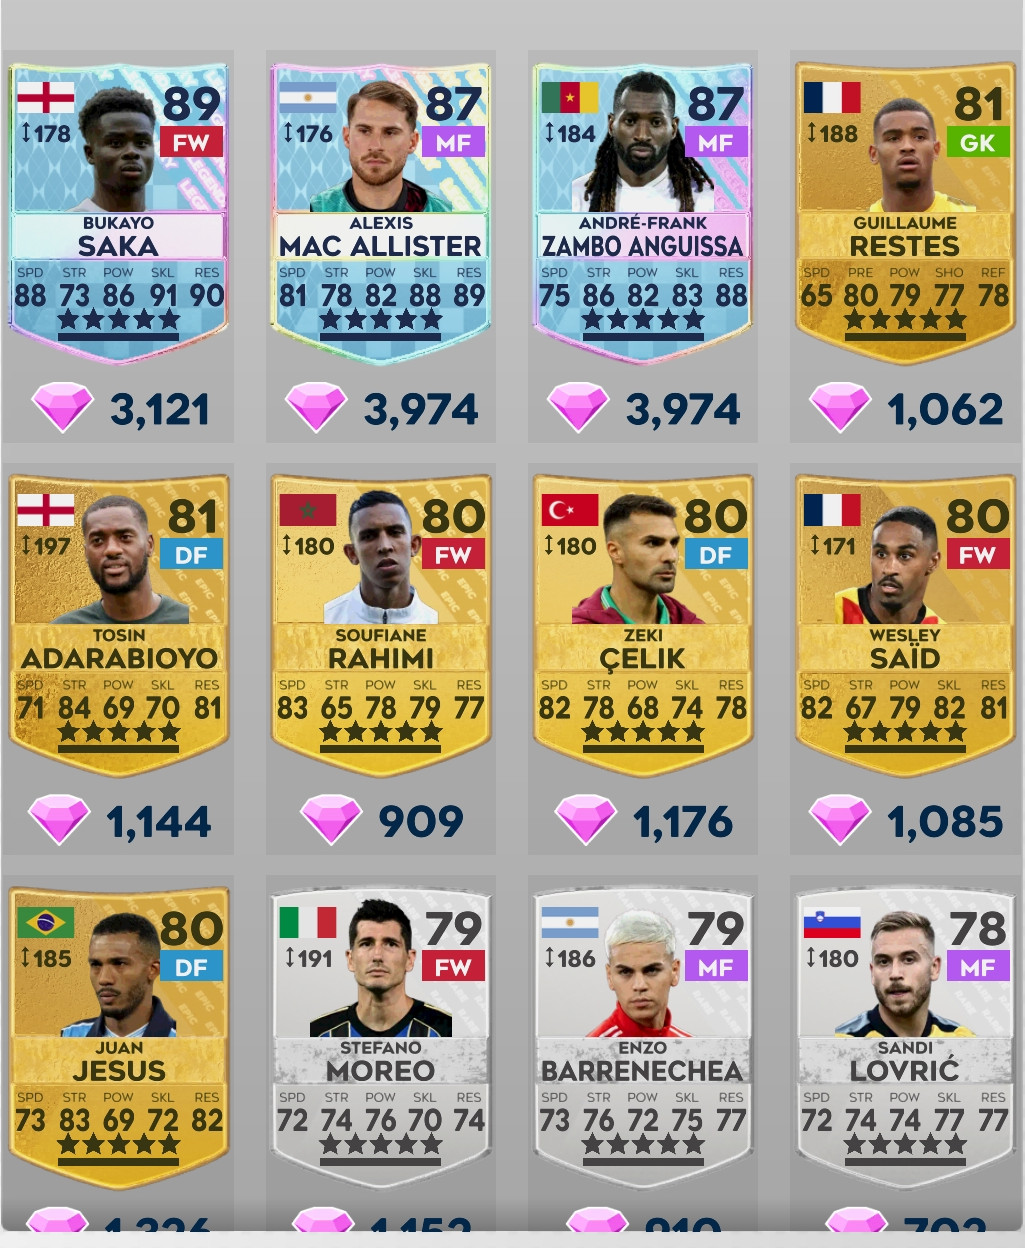 89
178
FW
BUKAYO
SAKA
SPD STR POW SKL RES
88 73 86 91 90
3,121
87
176
MF
ALEXIS
MAC ALLISTER
SPD STR POW SKL RES
81 78 82 88 89
3,974
87
184
MF
ANDRÉ-FRANK
ZAMBO ANGUISSA
SPD STR POW SKL RES
75 86 82 83 88
3,974
81
188
GK
GUILLAUME
RESTES
SPD PRE POW SHO REF
65 80 79 77 78
1,062
81
197
DF
TOSIN
ADARABIOYO
SPD STR POW SKL RES
71 84 69 70 81
1,144
80
180
FW
SOUFIANE
RAHIMI
SPD STR POW SKL RES
83 65 78 79 77
909
80
180
DF
ZEKI
ÇELIK
SPD STR POW SKL RES
82 78 68 74 78
1,176
80
171
FW
WESLEY
SAÏD
SPD STR POW SKL RES
82 67 79 82 81
1,085
80
185
DF
JUAN
JESUS
SPD STR POW SKL RES
73 83 69 72 82
79
191
FW
STEFANO
MOREO
SPD STR POW SKL RES
72 74 76 70 74
79
186
MF
ENZO
BARRENECHEA
SPD STR POW SKL RES
73 76 72 75 77
78
180
MF
SANDI
LOVRIĆ
SPD STR POW SKL RES
72 74 74 77 77